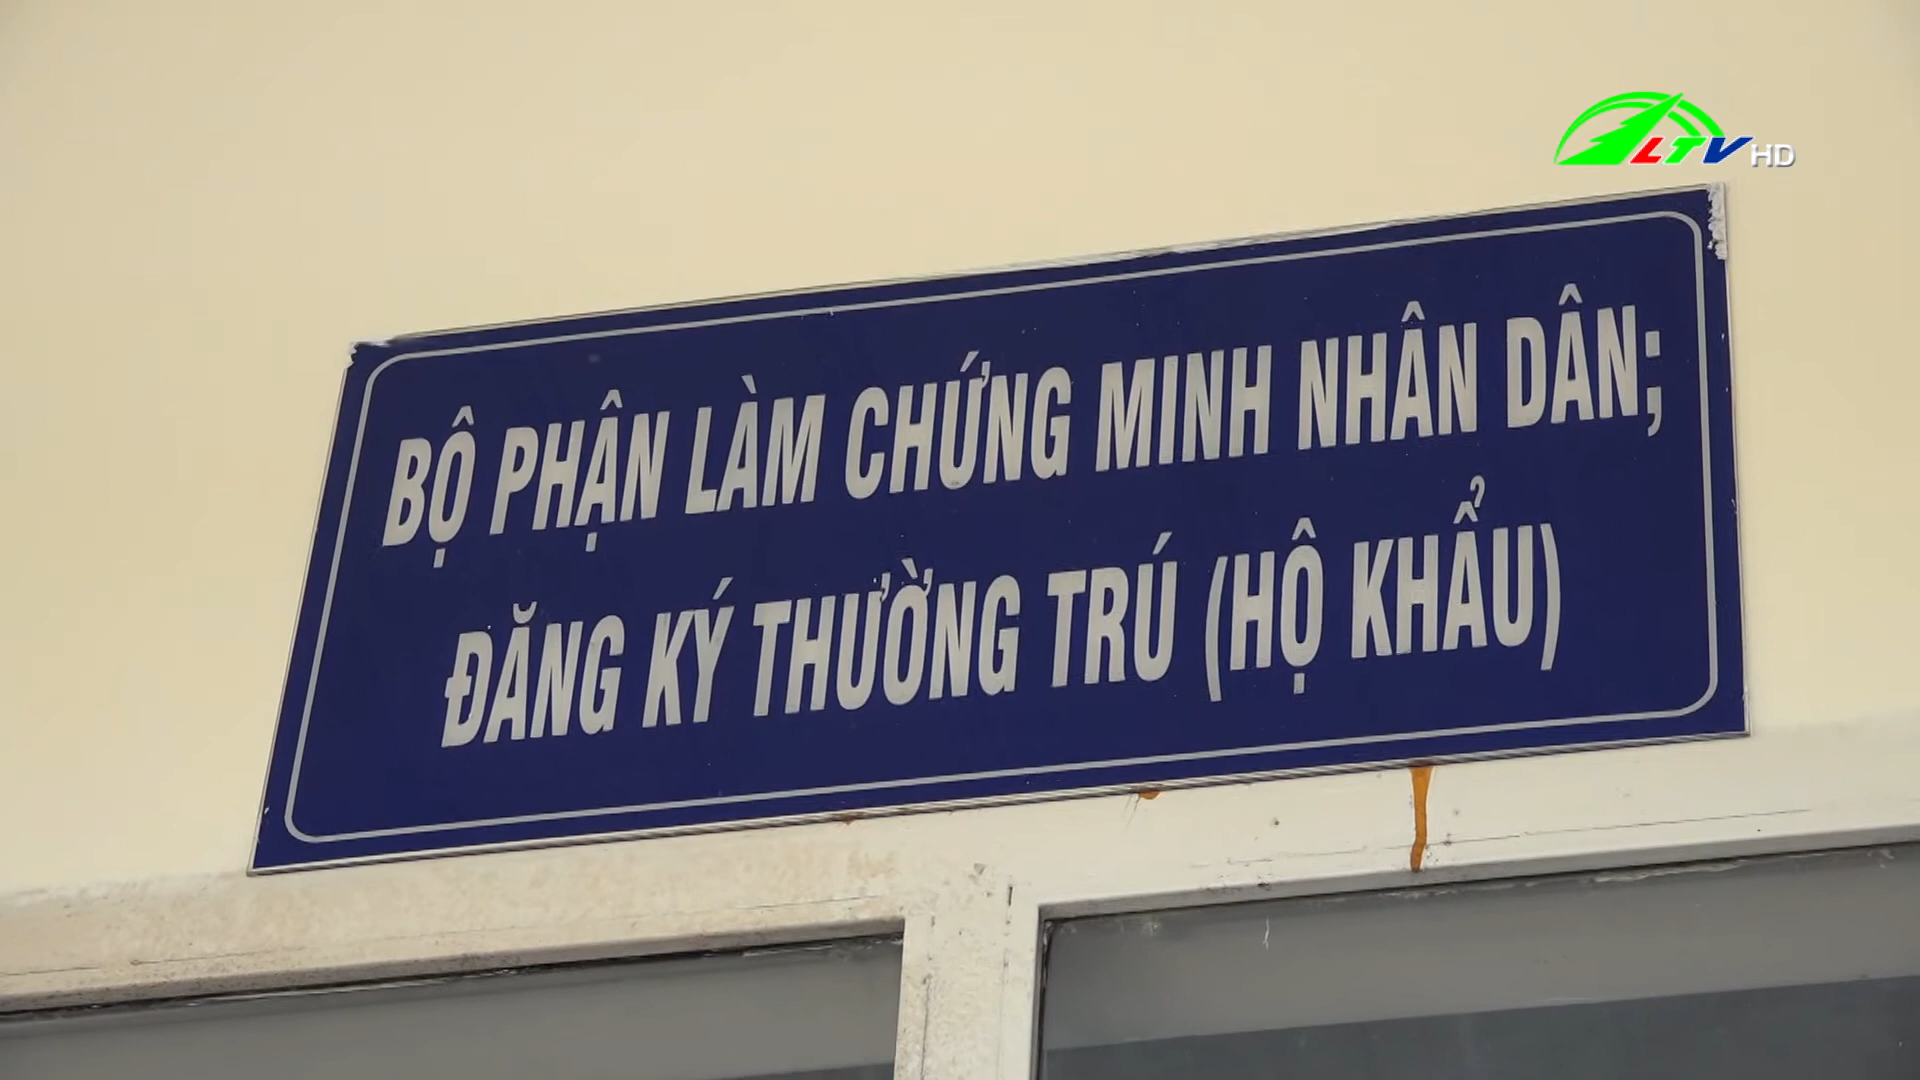 LTV HD
BỘ PHẬN LÀM CHỨNG MINH NHÂN DÂN;
ĐĂNG KÝ THƯỜNG TRÚ (HỘ KHẨU)